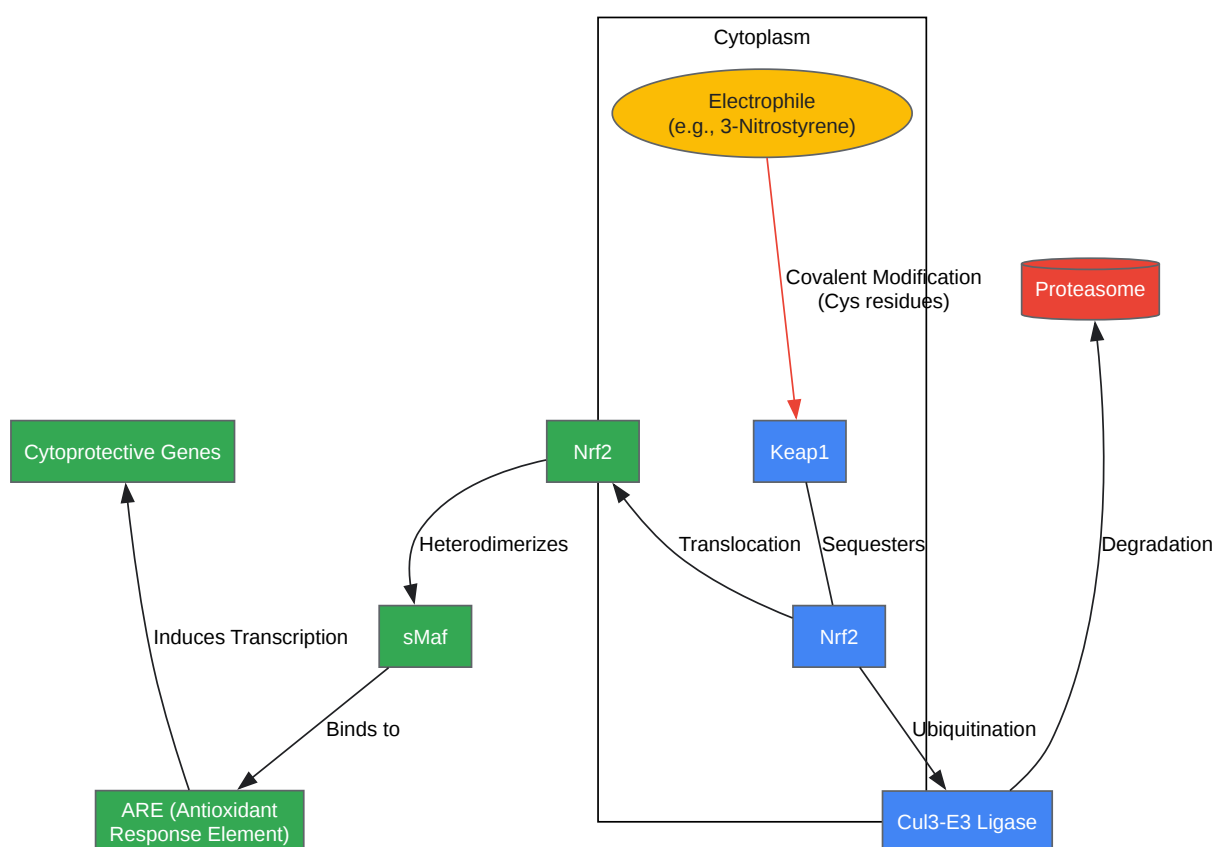 Cytoplasm
Electrophile
(e.g., 3-Nitrostyrene)
Covalent Modification
(Cys residues)
Proteasome
Cytoprotective Genes
Nrf2
Keap1
Heterodimerizes
Translocation
Sequesters
Degradation
Induces Transcription
sMaf
Nrf2
Binds to
Ubiquitination
ARE (Antioxidant
Response Element)
Cul3-E3 Ligase